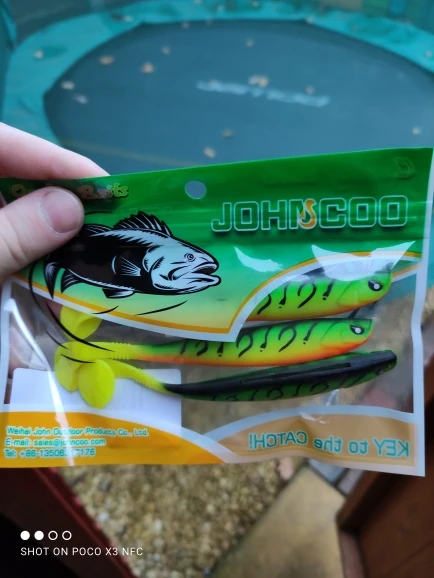 JOHNCOO
Weihai John Outdoor Products Co., Ltd.
E-mail: sales@johncoo.com
KEY to the CATCH!
SHOT ON POCO X3 NFC